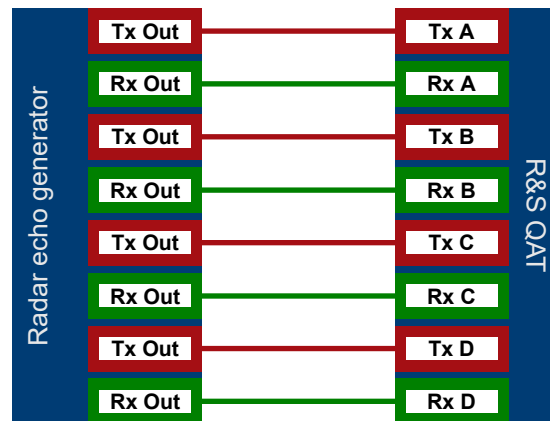 Radar echo generator
Tx Out
Tx A
Rx Out
Rx A
Tx Out
Tx B
Rx Out
Rx B
Tx Out
Tx C
Rx Out
Rx C
Tx Out
Tx D
Rx Out
Rx D
R&S QAT